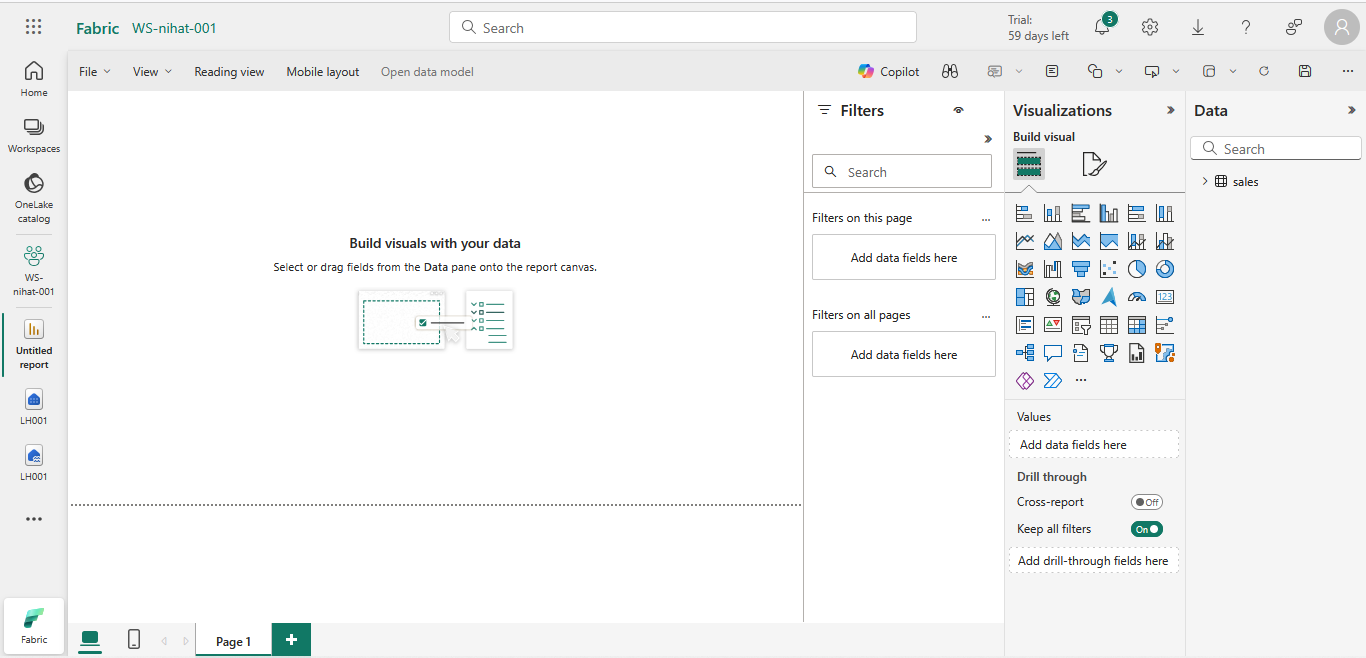 Fabric WS-nihat-001
Search
Trial:
59 days left
3
Home
Workspaces
OneLake
catalog
WS-
nihat-001
Untitled
report
LH001
LH001
Fabric
File View Reading view Mobile layout Open data model
Copilot
Build visuals with your data
Select or drag fields from the Data pane onto the report canvas.
Page 1
Filters
Search
Filters on this page
Add data fields here
Filters on all pages
Add data fields here
Visualizations
Build visual
123
Values
Add data fields here
Drill through
Cross-report
Off
Keep all filters
On
Add drill-through fields here
Data
Search
sales